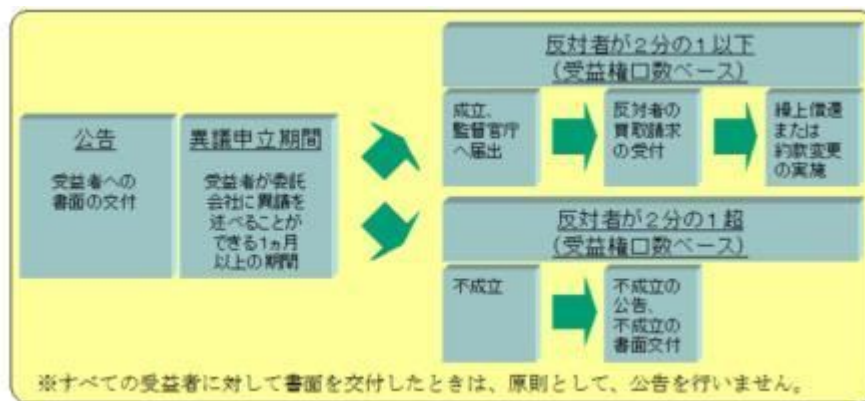 公告
受益者への
書面の交付
異議申立期間
受益者が委託
会社に異議を
述べることが
できる1ヵ月
以上の期間
反対者が2分の1以下
(受益権口数ベース)
成立、
監督官庁
へ届出
反対者の
買取請求
の受付
繰上償還
または
約款変更
の実施
反対者が2分の1超
(受益権口数ベース)
不成立
不成立の
公告、
不成立の
書面交付
※すべての受益者に対して書面を交付したときは、原則として、公告を行いません。